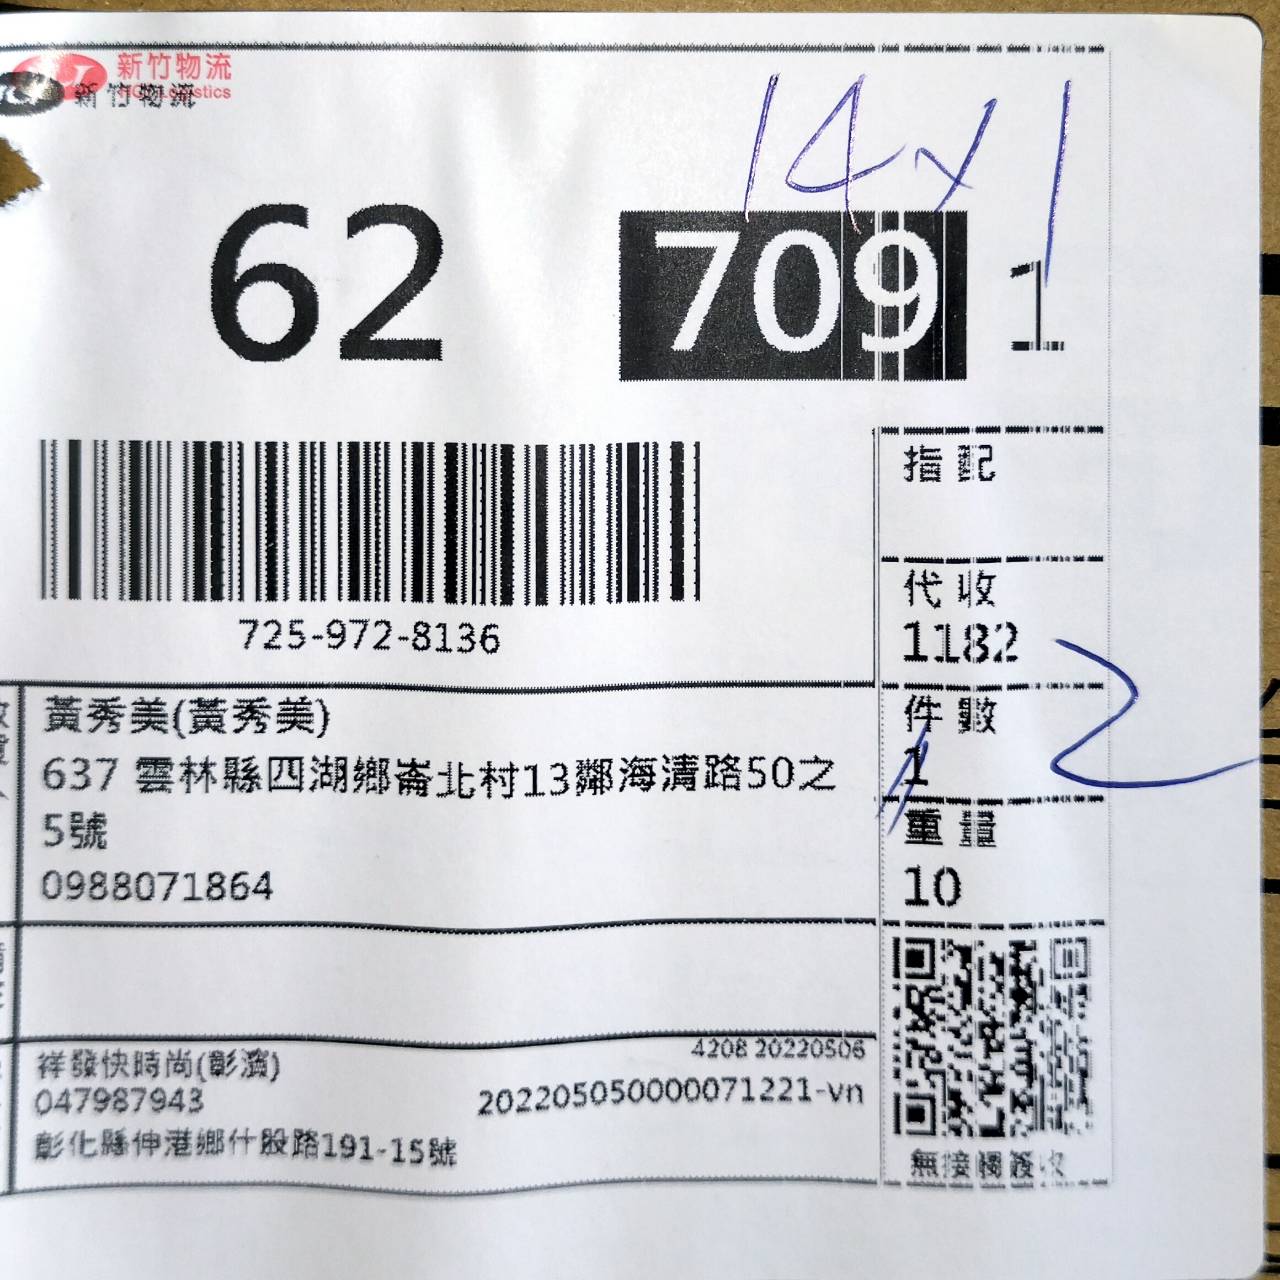 新竹物流
HCT Logistics
新竹物流
14x1
62 709 1
指配
代收
725-972-8136
1182
2
黃秀美(黃秀美)
件數
637 雲林縣四湖鄉崙北村13鄰海清路50之
1
5號
重量
0988071864
10
祥發快時尚(彰濱)
4208 20220506
047987943
202205050000071221-vn
彰化縣伸港鄉什股路191-15號
無接觸簽收